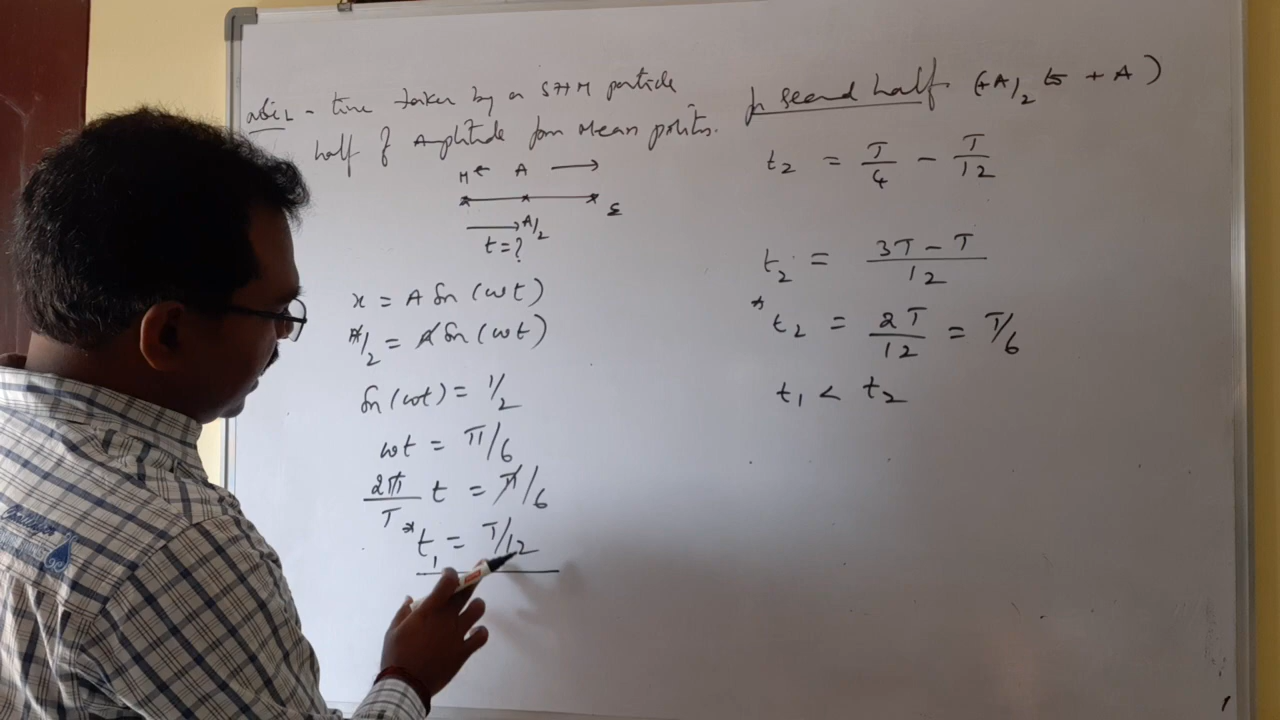 - time taken by a SHM particle
half of Amplitude from Mean position.
M ← A →
E
A/2
t = ?
x = A Sin (ωt)
A/2 = A Sin (ωt)
Sin (ωt) = 1/2
ωt = π/6
2π/T t = π/6
* t₁ = T/12
for second half (+A/2 to + A)
t₂ = T/4 - T/12
t₂ = 3T - T/12
* t₂ = 2T/12 = T/6
t₁ < t₂